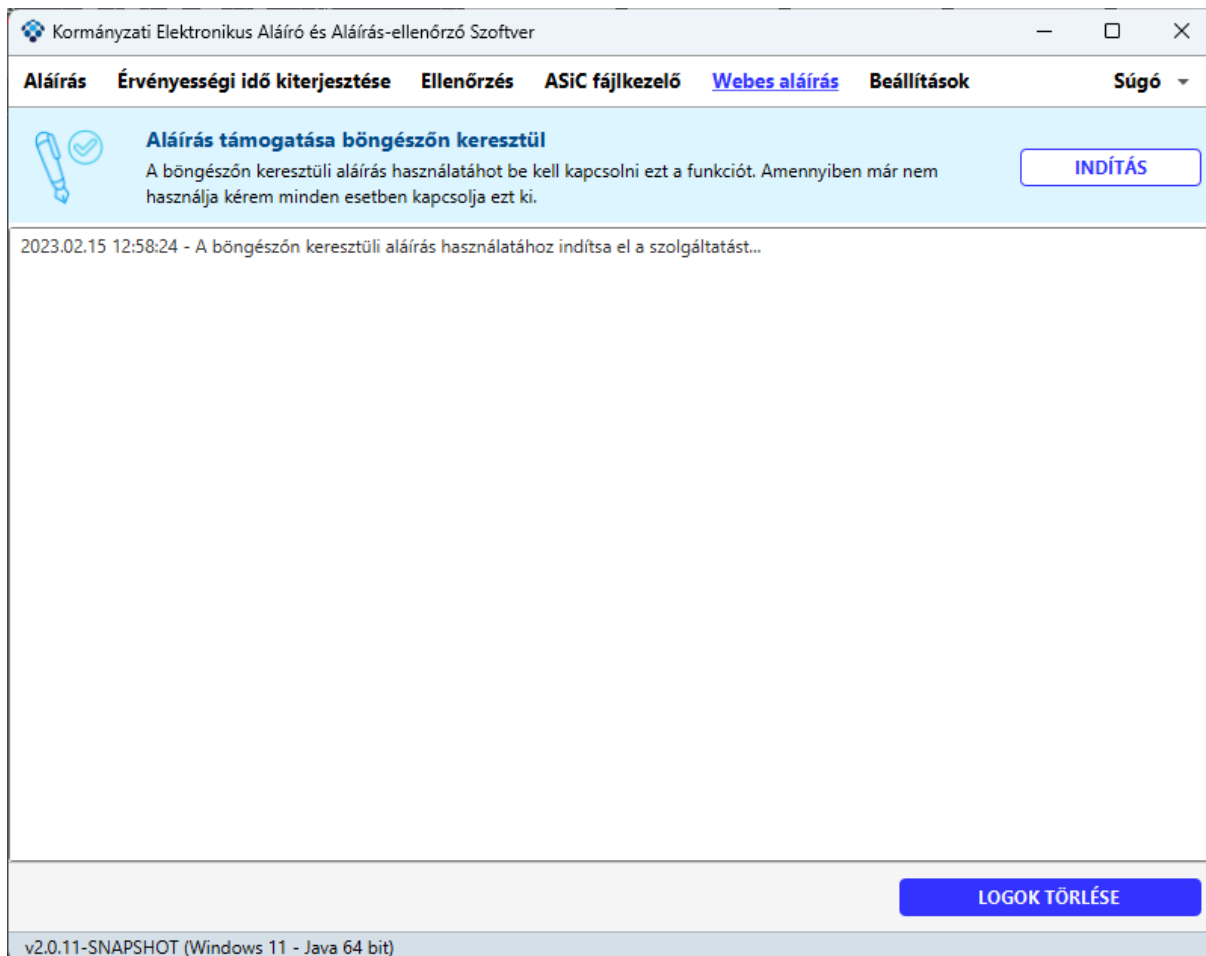 Kormányzati Elektronikus Aláíró és Aláírás-ellenőrző Szoftver
Aláírás Érvényességi idő kiterjesztése Ellenőrzés ASiC fájlkezelő Webes aláírás Beállítások Súgó
Aláírás támogatása böngészőn keresztül
A böngészőn keresztüli aláírás használatáhot be kell kapcsolni ezt a funkciót. Amennyiben már nem
használja kérem minden esetben kapcsolja ezt ki.
INDÍTÁS
2023.02.15 12:58:24 - A böngészőn keresztüli aláírás használatához indítsa el a szolgáltatást...
LOGOK TÖRLÉSE
v2.0.11-SNAPSHOT (Windows 11 - Java 64 bit)